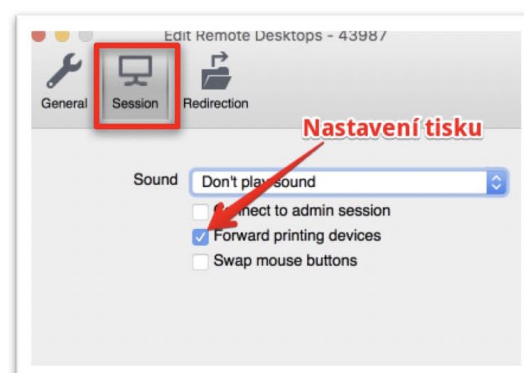 Edit Remote Desktops - 43987
General Session Redirection
Nastavení tisku
Sound Don't play sound
Connect to admin session
Forward printing devices
Swap mouse buttons